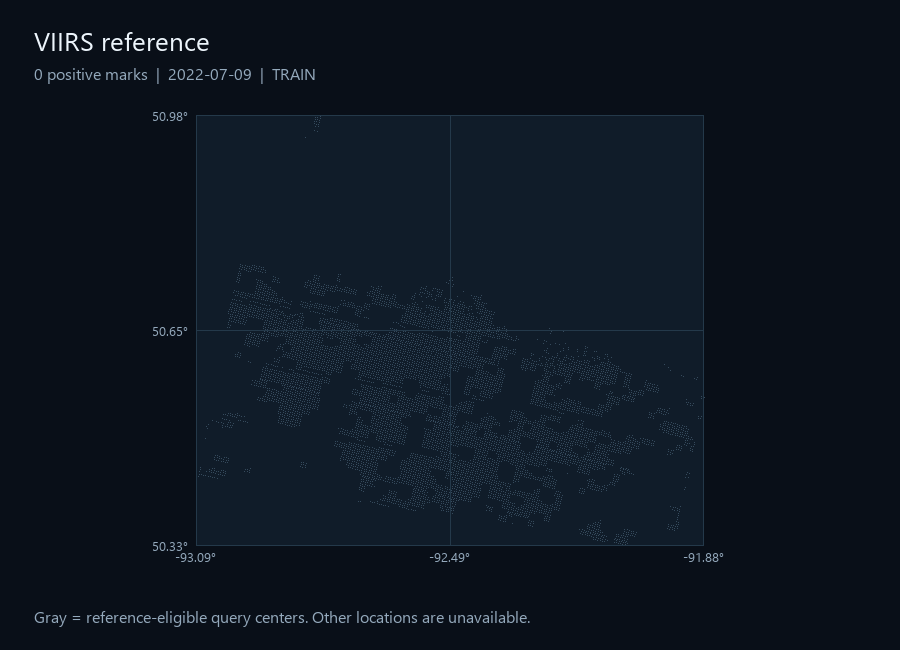 VIIRS reference
0 positive marks | 2022-07-09 | TRAIN
50.98°
50.65°
50.33°
-93.09°
-92.49°
-91.88°
Gray = reference-eligible query centers. Other locations are unavailable.